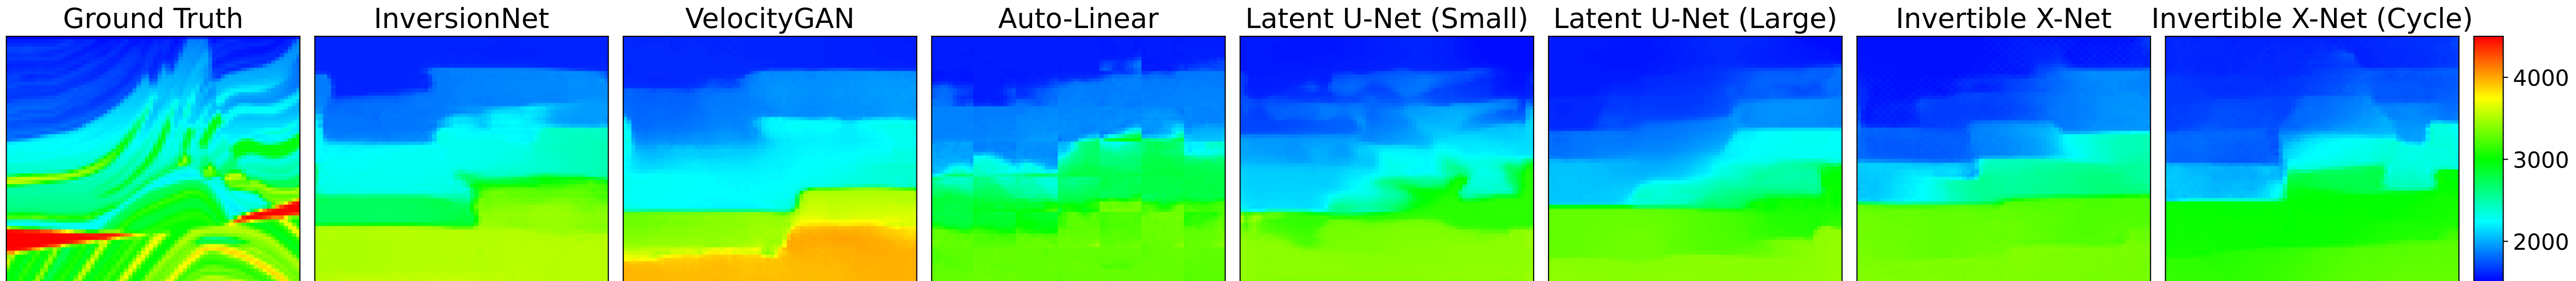 Ground Truth InversionNet VelocityGAN Auto-Linear Latent U-Net (Small) Latent U-Net (Large) Invertible X-Net Invertible X-Net (Cycle)
4000
3000
2000